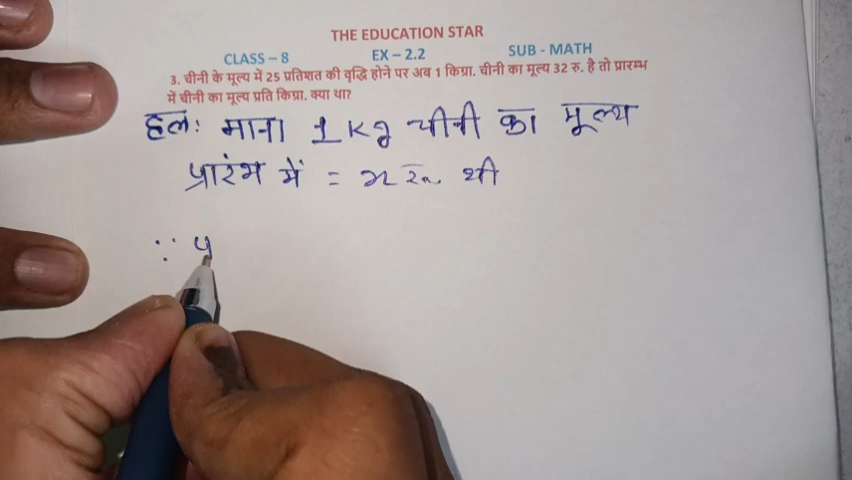 THE EDUCATION STAR
CLASS – 8 EX – 2.2 SUB - MATH
3. चीनी के मूल्य में 25 प्रतिशत की वृद्धि होने पर अब 1 किग्रा. चीनी का मूल्य 32 रु. है तो प्रारम्भ
में चीनी का मूल्य प्रति किग्रा. क्या था?
हल: माना 1 Kg चीनी का मूल्य
प्रारंभ में = x रु. थी
∵